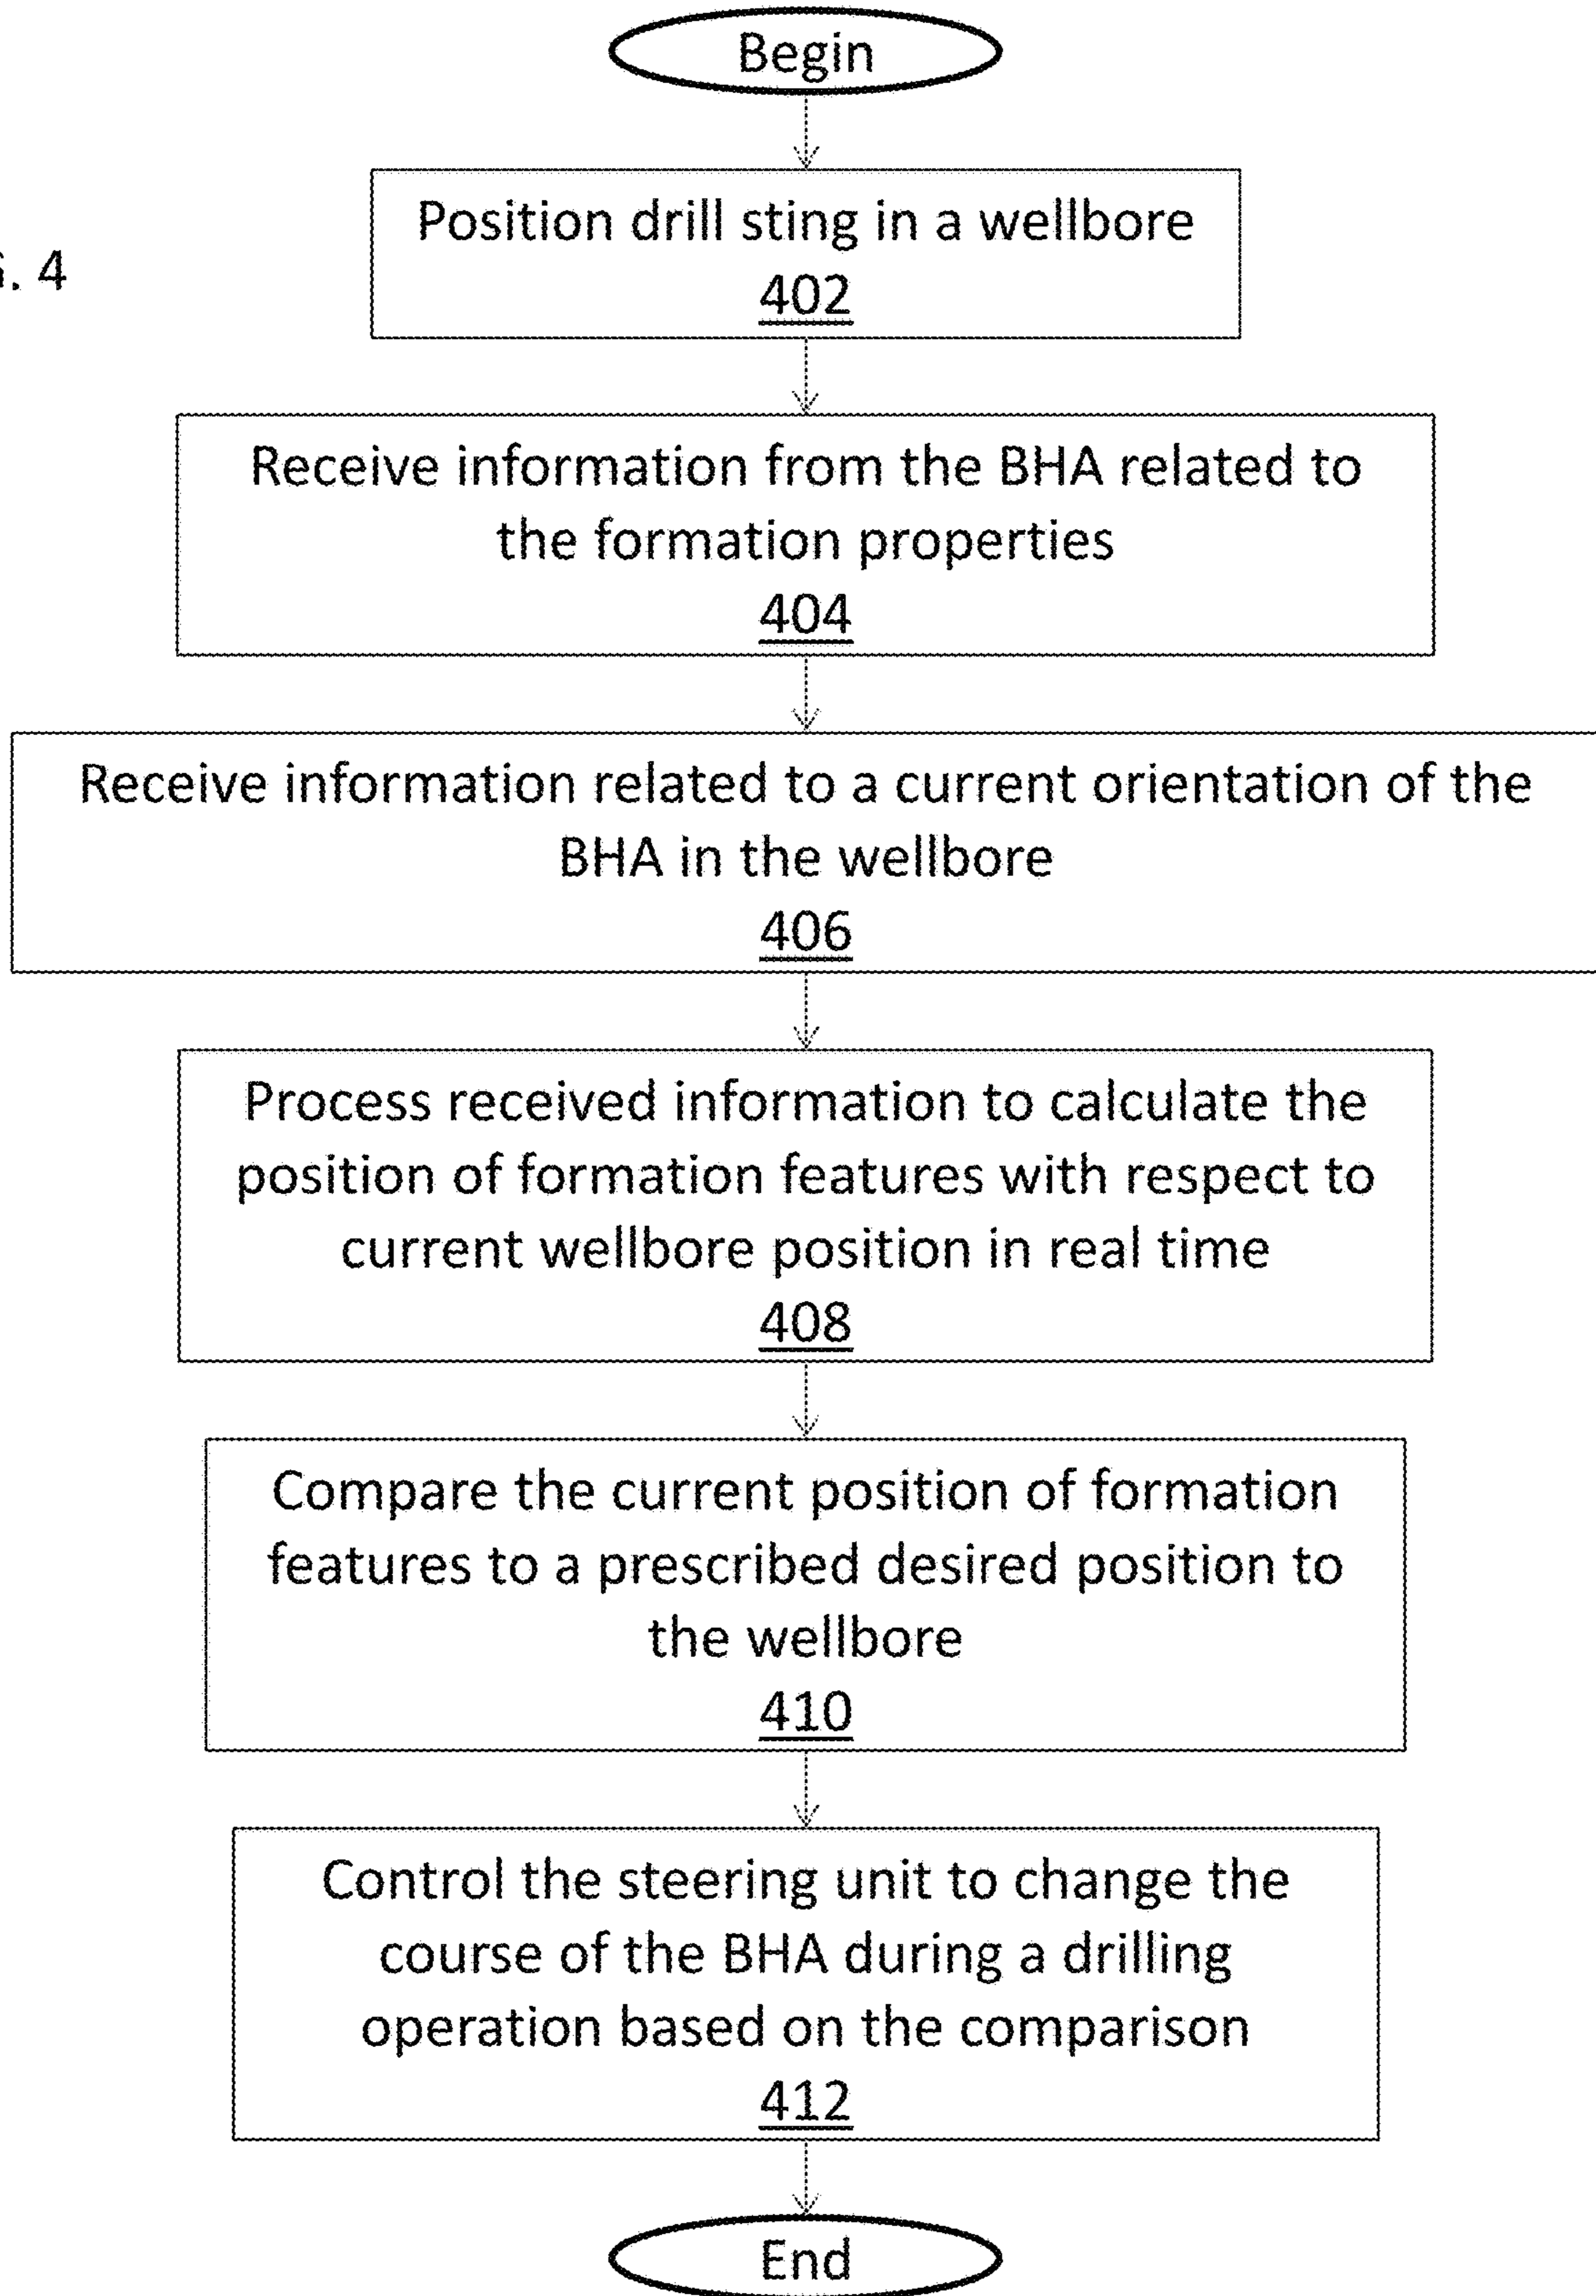 Begin
Position drill sting in a wellbore
402
. 4
Receive information from the BHA related to
the formation properties
404
Receive information related to a current orientation of the
BHA in the wellbore
406
Process received information to calculate the
position of formation features with respect to
current wellbore position in real time
408
Compare the current position of formation
features to a prescribed desired position to
the wellbore
410
Control the steering unit to change the
course of the BHA during a drilling
operation based on the comparison
412
End